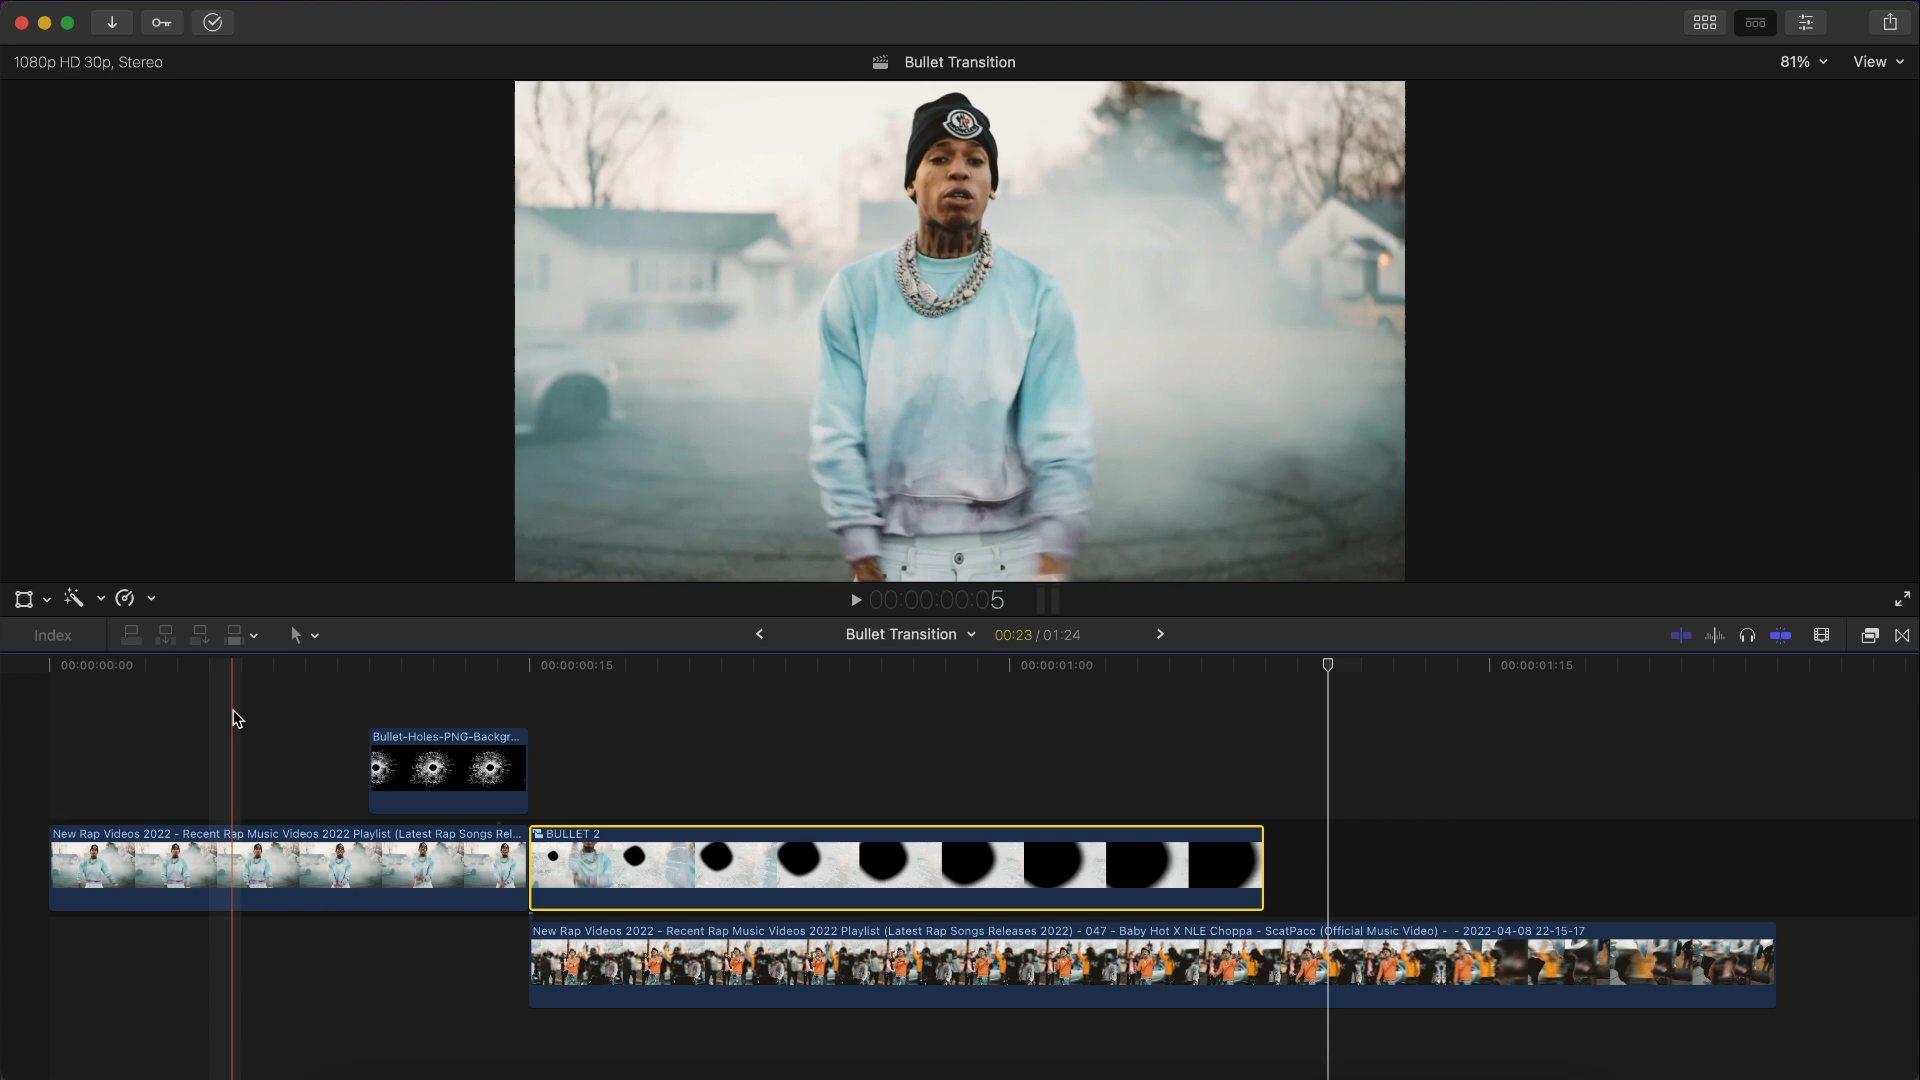 1080p HD 30p, Stereo
Bullet Transition
81%
View
MONCLER
NLE
00:00:00:05
Index
Bullet Transition
00:23 / 01:24
00:00:00:00
00:00:00:15
00:00:01:00
00:00:01:15
Bullet-Holes-PNG-Backgr...
New Rap Videos 2022 - Recent Rap Music Videos 2022 Playlist (Latest Rap Songs Rel...
BULLET 2
New Rap Videos 2022 - Recent Rap Music Videos 2022 Playlist (Latest Rap Songs Releases 2022) - 047 - Baby Hot X NLE Choppa - ScatPacc (Official Music Video) - - 2022-04-08 22-15-17